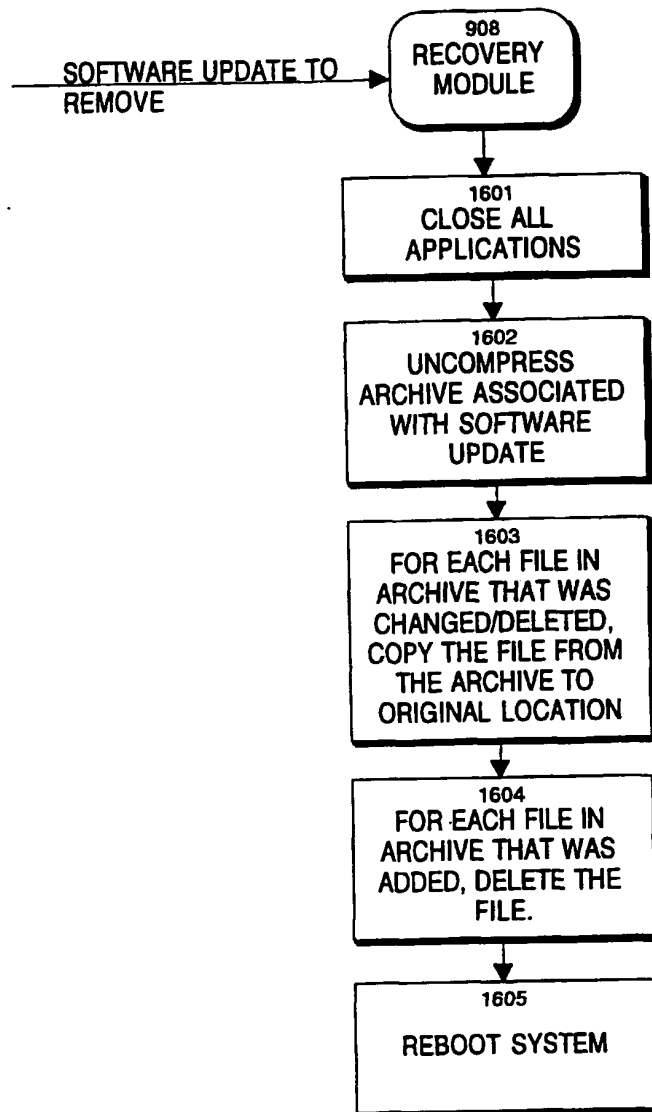 908
RECOVERY
MODULE
SOFTWARE UPDATE TO
REMOVE
1601
CLOSE ALL
APPLICATIONS
1602
UNCOMPRESS
ARCHIVE ASSOCIATED
WITH SOFTWARE
UPDATE
1603
FOR EACH FILE IN
ARCHIVE THAT WAS
CHANGED/DELETED,
COPY THE FILE FROM
THE ARCHIVE TO
ORIGINAL LOCATION
1604
FOR EACH FILE IN
ARCHIVE THAT WAS
ADDED, DELETE THE
FILE.
1605
REBOOT SYSTEM